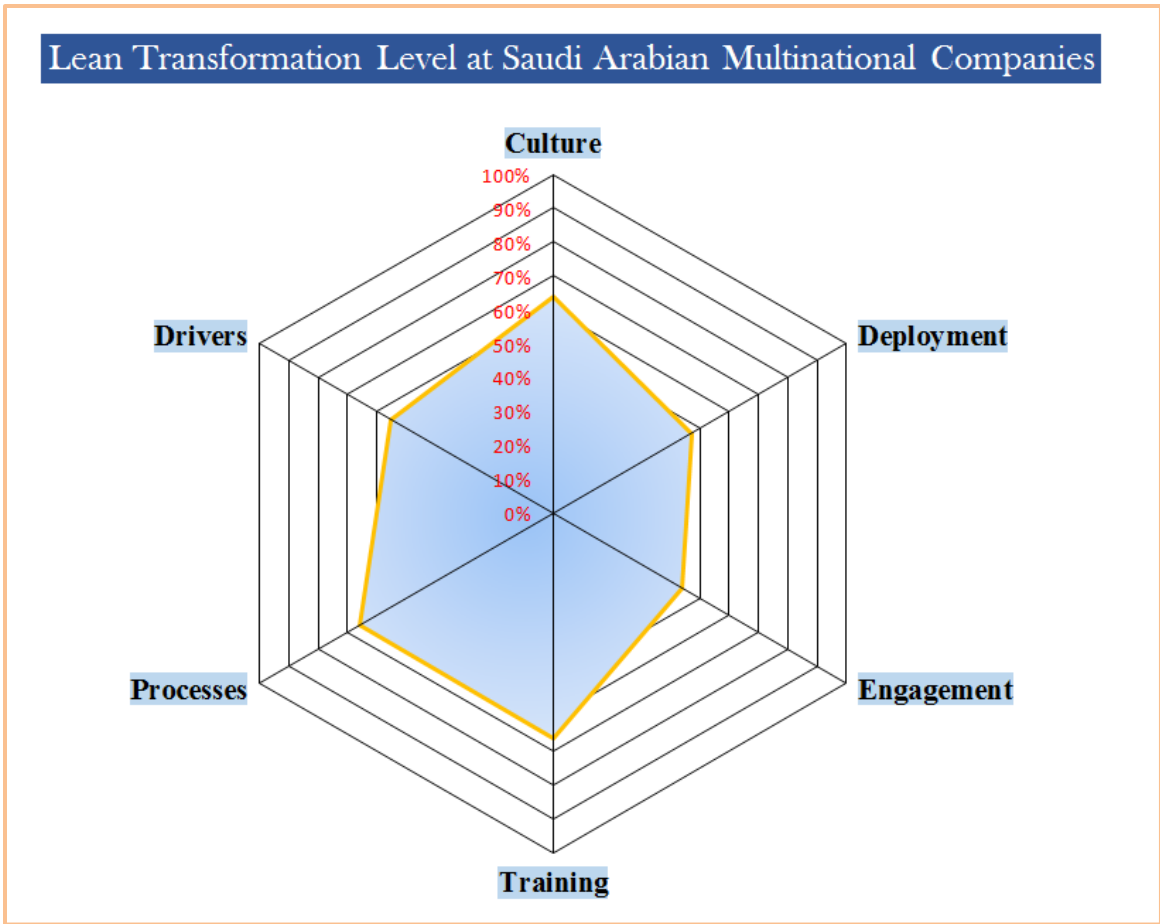 Lean Transformation Level at Saudi Arabian Multinational Companies
Culture
100%
90%
80%
70%
60%
50%
40%
30%
20%
10%
0%
Drivers
Deployment
Processes
Engagement
Training